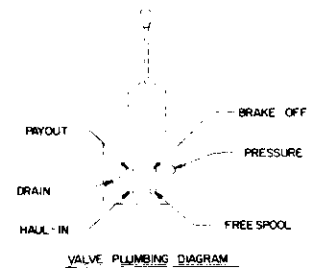 BRAKE OFF
PAYOUT
PRESSURE
DRAIN
HAUL-IN
FREE SPOOL
VALVE PLUMBING DIAGRAM